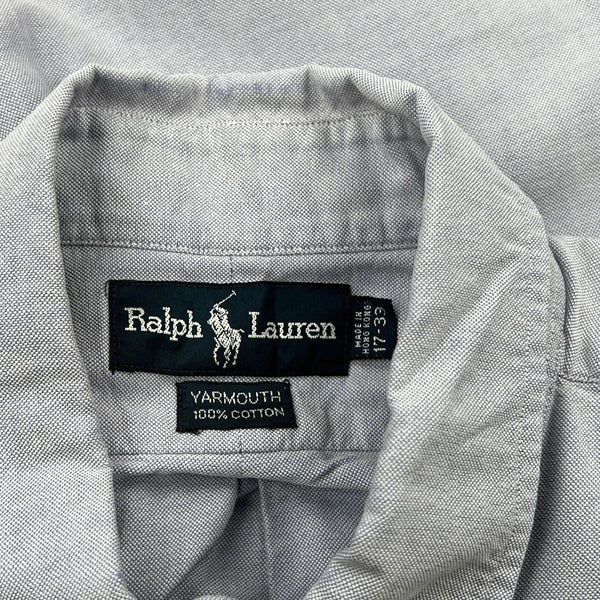 Ralph Lauren
MADE IN
HONG KONG
17-33
YARMOUTH
100% COTTON